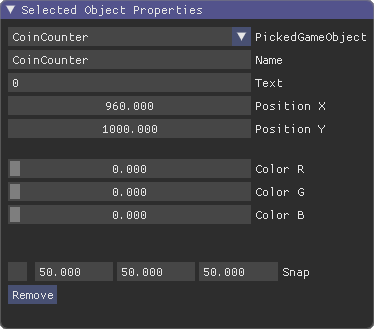 Selected Object Properties
CoinCounter PickedGameObject
CoinCounter Name
0 Text
960.000 Position X
1000.000 Position Y
0.000 Color R
0.000 Color G
0.000 Color B
50.000 50.000 50.000 Snap
Remove